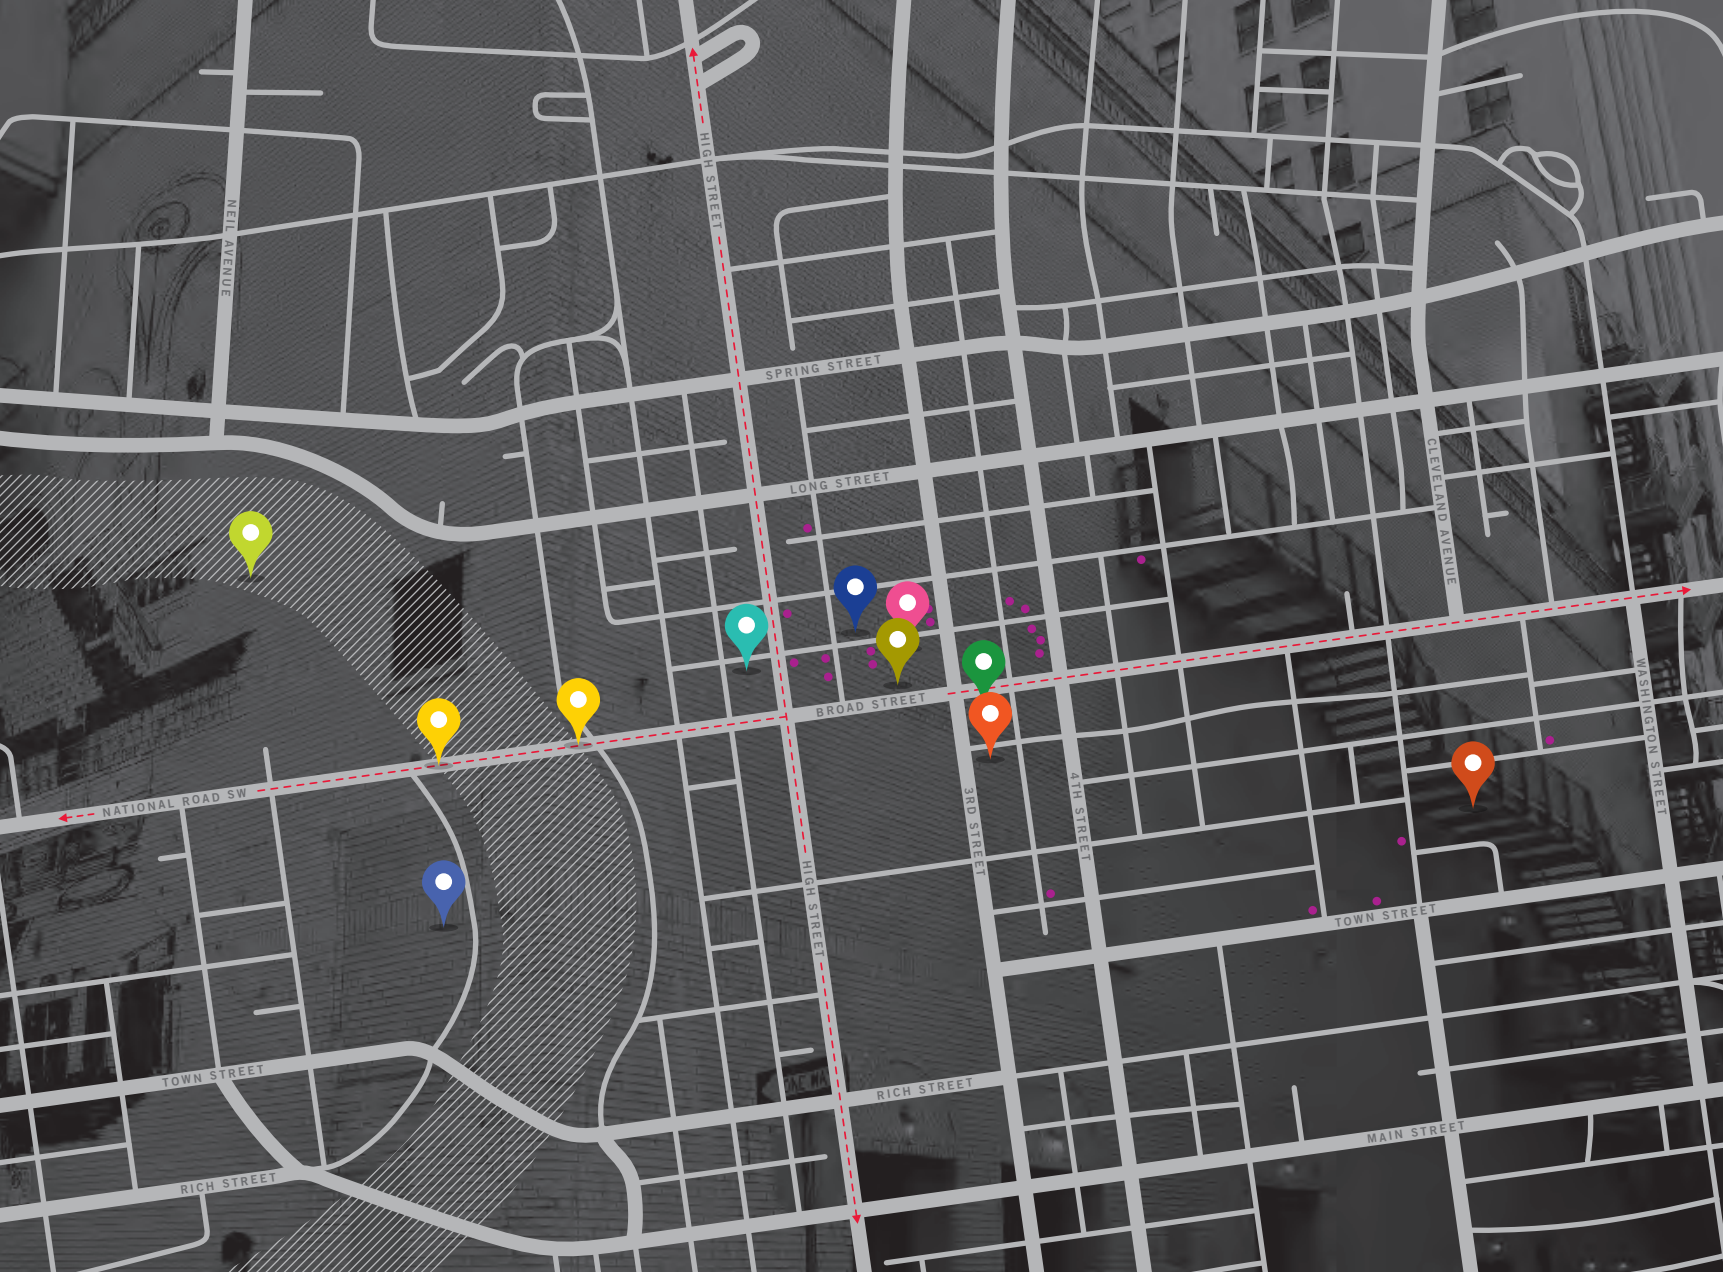 HIGH STREET
NEIL AVENUE
SPRING STREET
LONG STREET
CLEVELAND AVENUE
BROAD STREET
WASHINGTON STREET
NATIONAL ROAD SW
3RD STREET
4TH STREET
HIGH STREET
TOWN STREET
TOWN STREET
RICH STREET
MAIN STREET
RICH STREET